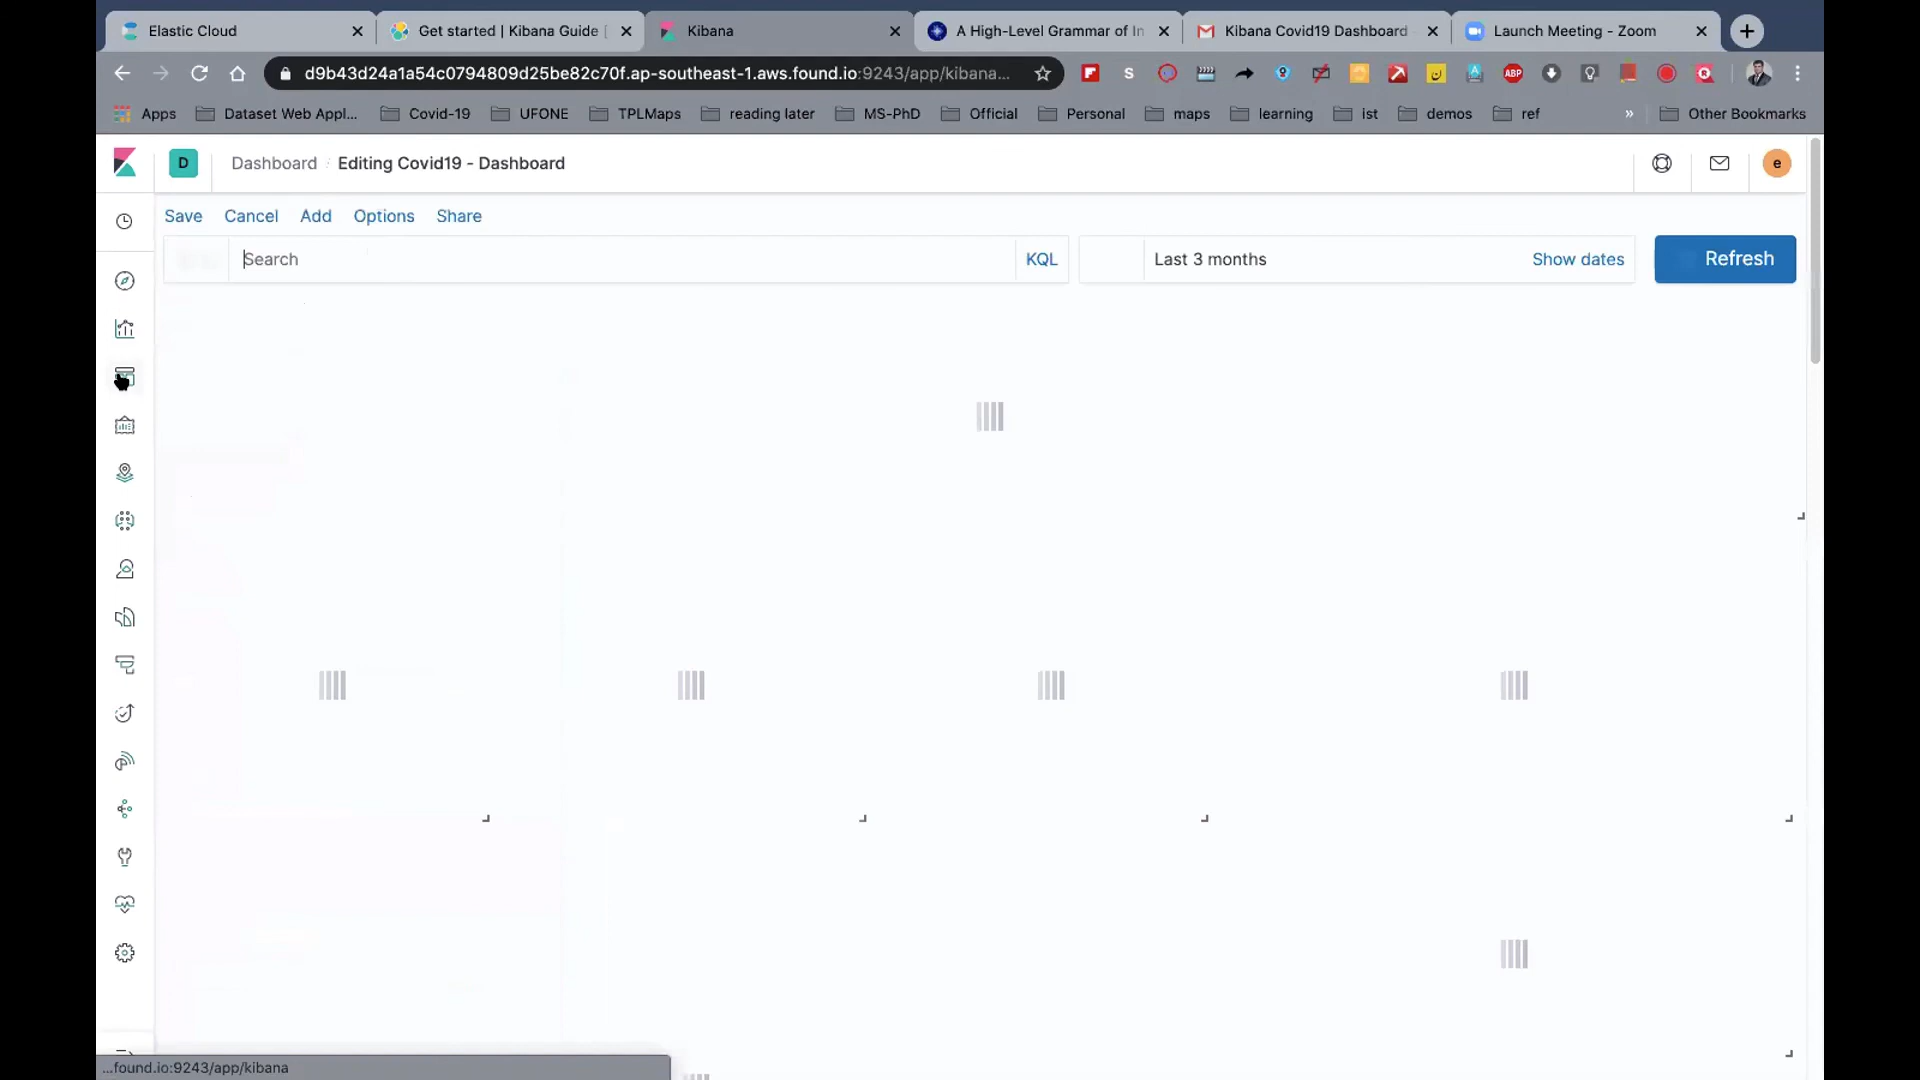 Elastic Cloud
Get started | Kibana Guide [
Kibana
A High-Level Grammar of In
Kibana Covid19 Dashboard
Launch Meeting - Zoom
d9b43d24a1a54c0794809d25be82c70f.ap-southeast-1.aws.found.io:9243/app/kibana...
S
ن
ABP
Apps
Dataset Web Appl...
Covid-19
UFONE
TPLMaps
reading later
MS-PhD
Official
Personal
maps
learning
ist
demos
ref
»
Other Bookmarks
D
Dashboard
Editing Covid19 - Dashboard
e
Save
Cancel
Add
Options
Share
Search
KQL
Last 3 months
Show dates
Refresh
...found.io:9243/app/kibana